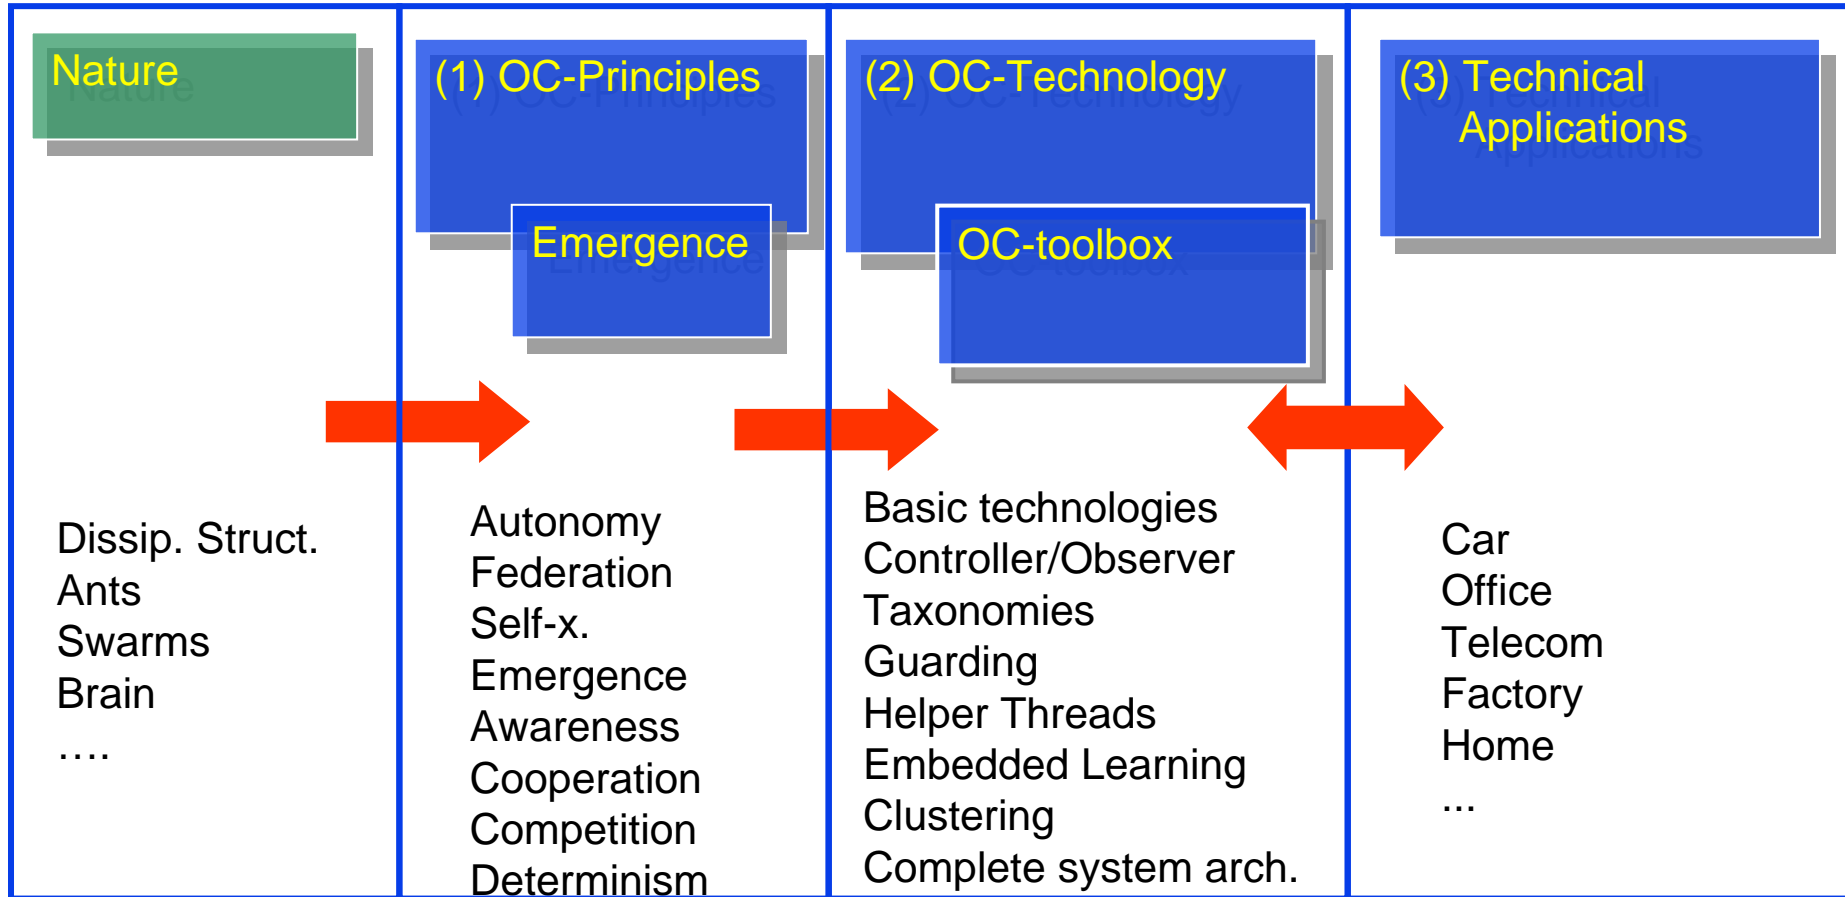 Nature
Dissip. Struct.
Ants
Swarms
Brain
….
(1) OC-Principles
Emergence
Autonomy
Federation
Self-x.
Emergence
Awareness
Cooperation
Competition
Determinism
(2) OC-Technology
OC-toolbox
Basic technologies
Controller/Observer
Taxonomies
Guarding
Helper Threads
Embedded Learning
Clustering
Complete system arch.
(3) Technical
Applications
Car
Office
Telecom
Factory
Home
...